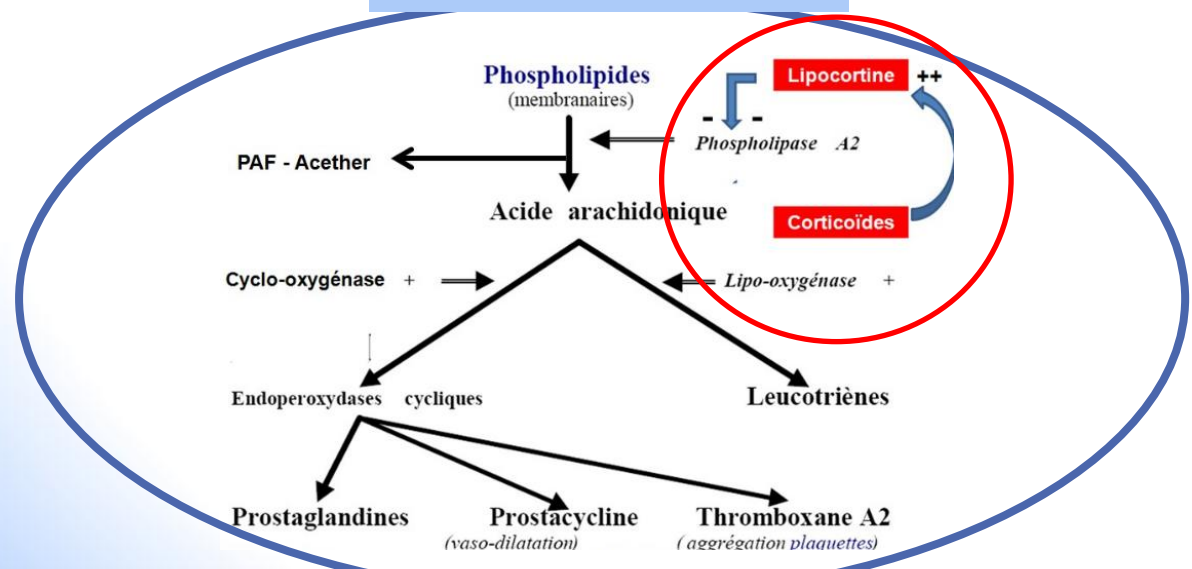 Phospholipides
(membranaires)
Lipocortine ++
- -
Phospholipase A2
PAF - Acether
Acide arachidonique
Corticoïdes
Cyclo-oxygénase +
Lipo-oxygénase +
Endoperoxydases cycliques
Leucotriènes
Prostaglandines
Prostacycline
(vaso-dilatation)
Thromboxane A2
( aggrégation plaquettes)